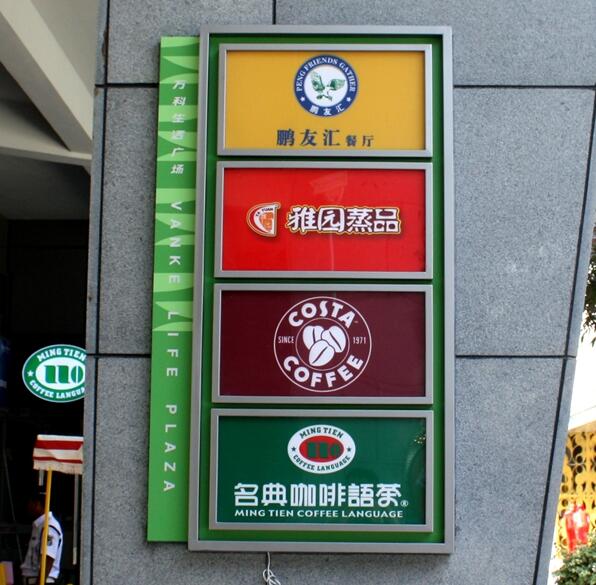 万科生活广场 VANKE LIFE PLAZA
PENG FRIENDS GATHER
鹏友汇
鹏友汇 餐厅
雅园蒸品
COSTA
SINCE 1971
COFFEE
MING TIEN
COFFEE LANGUAGE
名典咖啡語茶®
MING TIEN COFFEE LANGUAGE
MING TIEN
COFFEE LANGUAGE